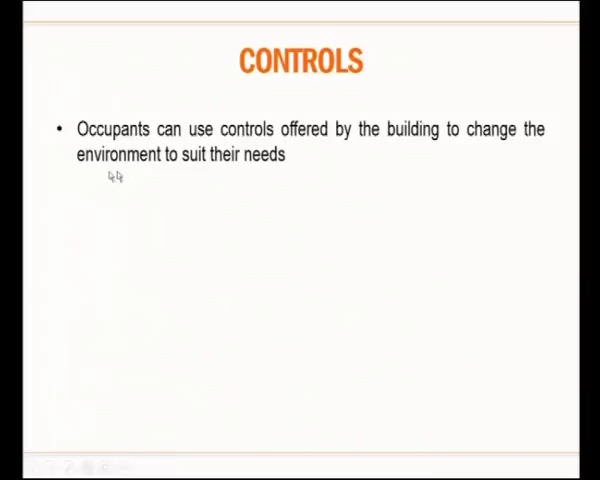 CONTROLS
• Occupants can use controls offered by the building to change the
environment to suit their needs